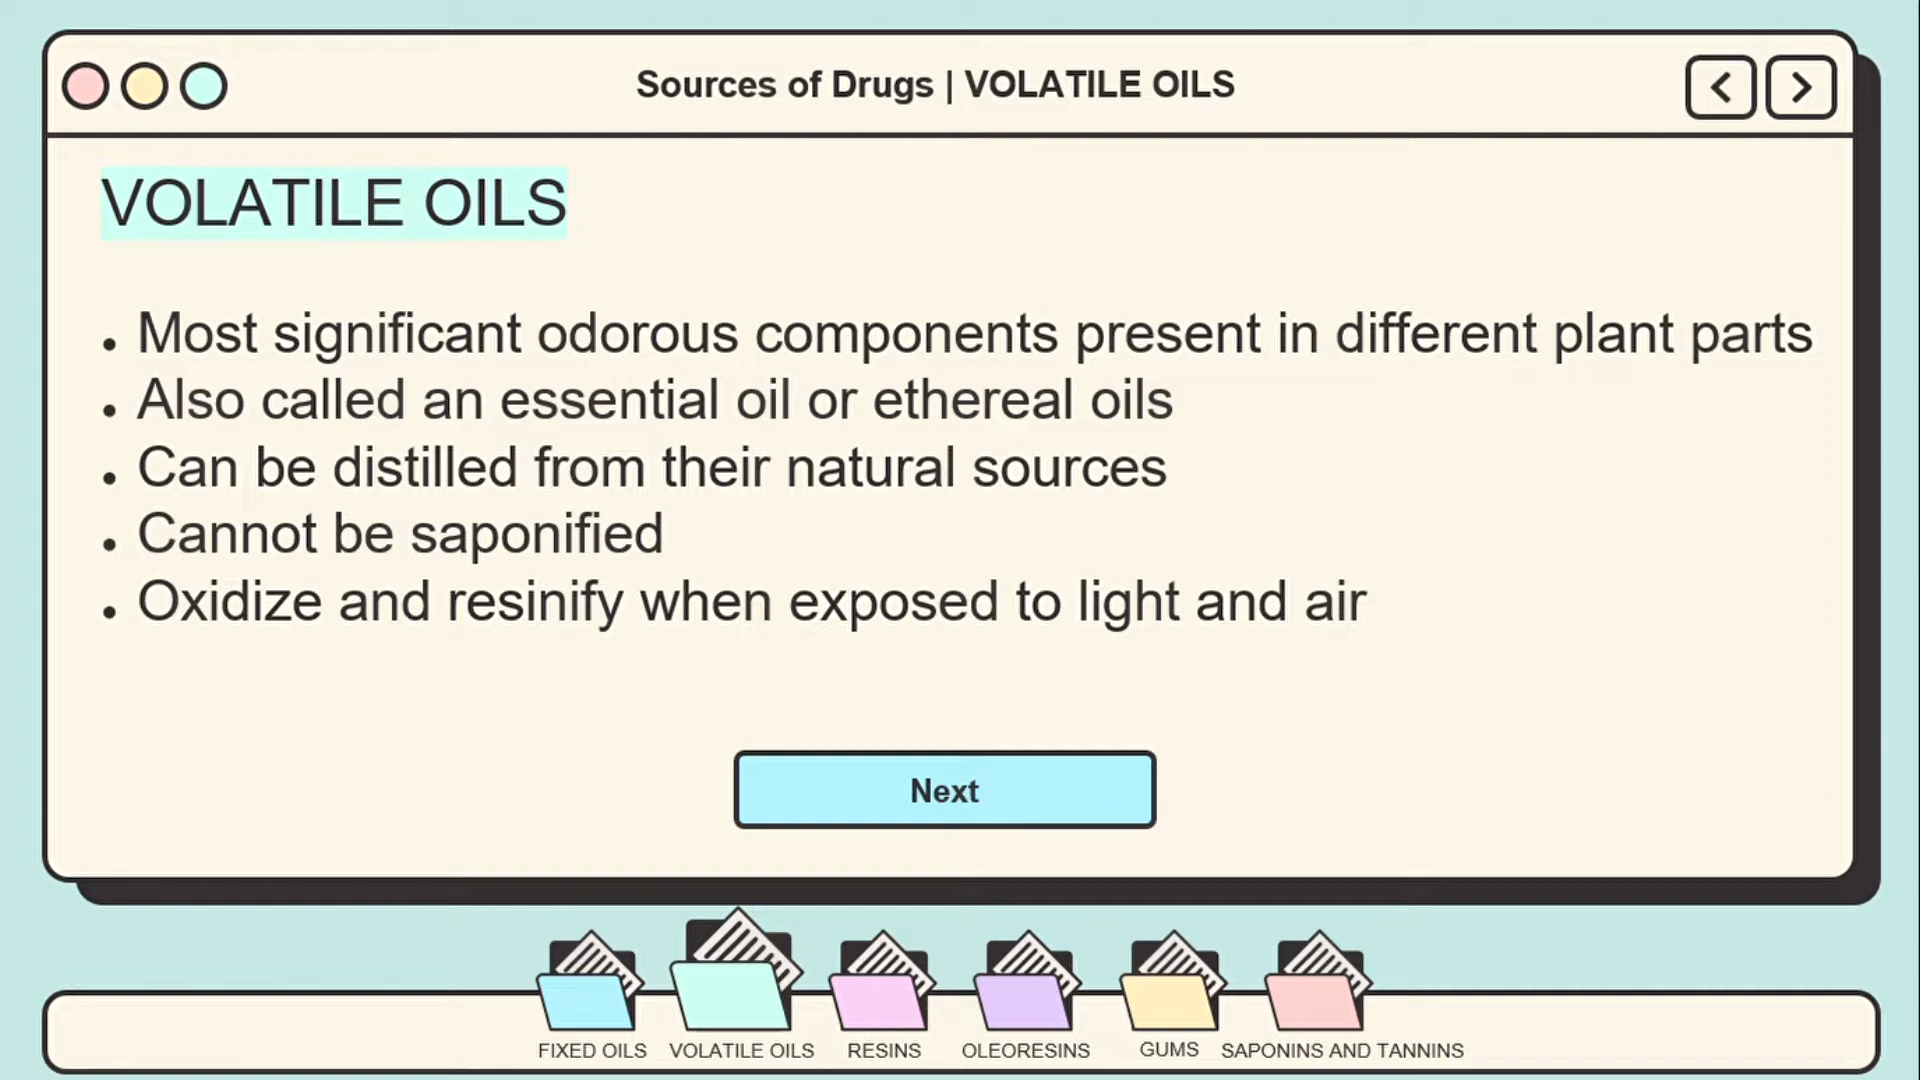 Sources of Drugs | VOLATILE OILS
VOLATILE OILS
• Most significant odorous components present in different plant parts
• Also called an essential oil or ethereal oils
• Can be distilled from their natural sources
• Cannot be saponified
• Oxidize and resinify when exposed to light and air
Next
FIXED OILS VOLATILE OILS RESINS OLEORESINS GUMS SAPONINS AND TANNINS